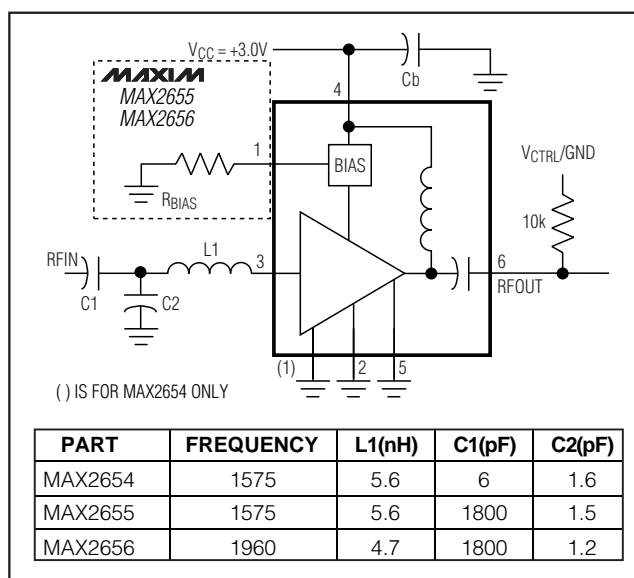 VCC = +3.0V
Cb
MAXIM
MAX2655
MAX2656
4
1
BIAS
VCTRL/GND
RBIAS
10k
RFIN
L1
3
6
RFOUT
C1
C2
(1)
2
5
( ) IS FOR MAX2654 ONLY
PART FREQUENCY L1(nH) C1(pF) C2(pF)
MAX2654 1575 5.6 6 1.6
MAX2655 1575 5.6 1800 1.5
MAX2656 1960 4.7 1800 1.2